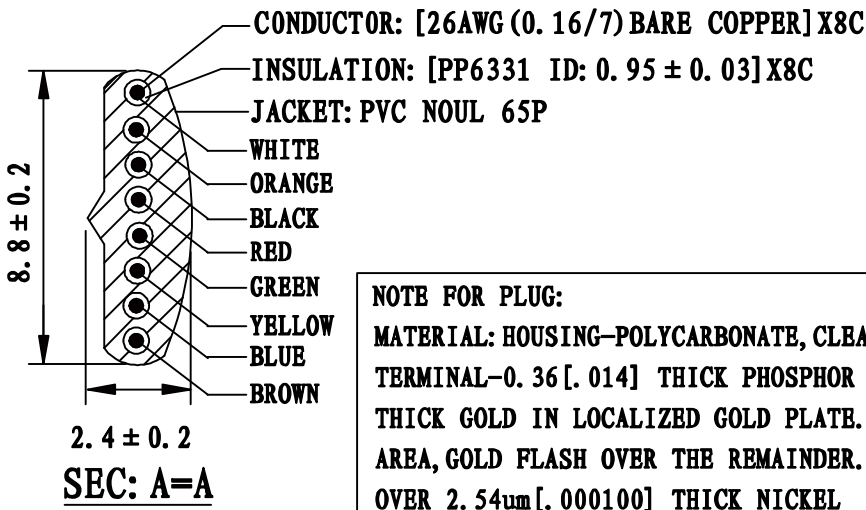 CONDUCTOR: [26AWG(0.16/7)BARE COPPER]X8C
INSULATION: [PP6331 ID: 0.95±0.03]X8C
JACKET: PVC NOUL 65P
WHITE
ORANGE
BLACK
RED
GREEN
YELLOW
BLUE
BROWN
8.8±0.2
2.4±0.2
SEC: A=A
NOTE FOR PLUG:
MATERIAL: HOUSING-POLYCARBONATE, CLEA
TERMINAL-0.36[.014] THICK PHOSPHOR
THICK GOLD IN LOCALIZED GOLD PLATE.
AREA, GOLD FLASH OVER THE REMAINDER.
OVER 2.54um[.000100] THICK NICKEL